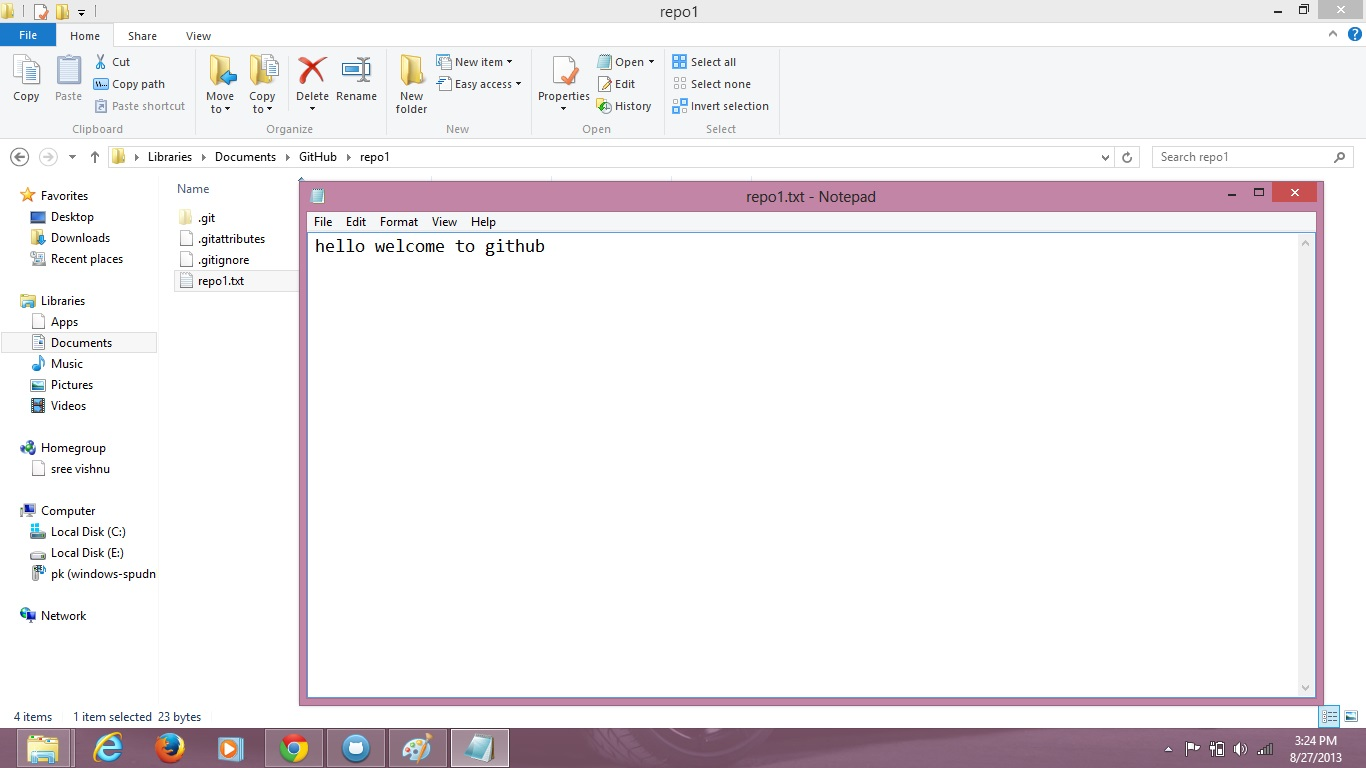 repo1
File Home Share View
Copy
Paste
Cut
Copy path
Paste shortcut
Clipboard
Move to
Copy to
Delete
Rename
Organize
New folder
New item
Easy access
New
Properties
Open
Edit
History
Open
Select all
Select none
Invert selection
Select
Libraries Documents GitHub repo1
Search repo1
Favorites
Desktop
Downloads
Recent places
Libraries
Apps
Documents
Music
Pictures
Videos
Homegroup
sree vishnu
Computer
Local Disk (C:)
Local Disk (E:)
pk (windows-spudn
Network
Name
.git
.gitattributes
.gitignore
repo1.txt
repo1.txt - Notepad
File Edit Format View Help
hello welcome to github
4 items 1 item selected 23 bytes
3:24 PM
8/27/2013